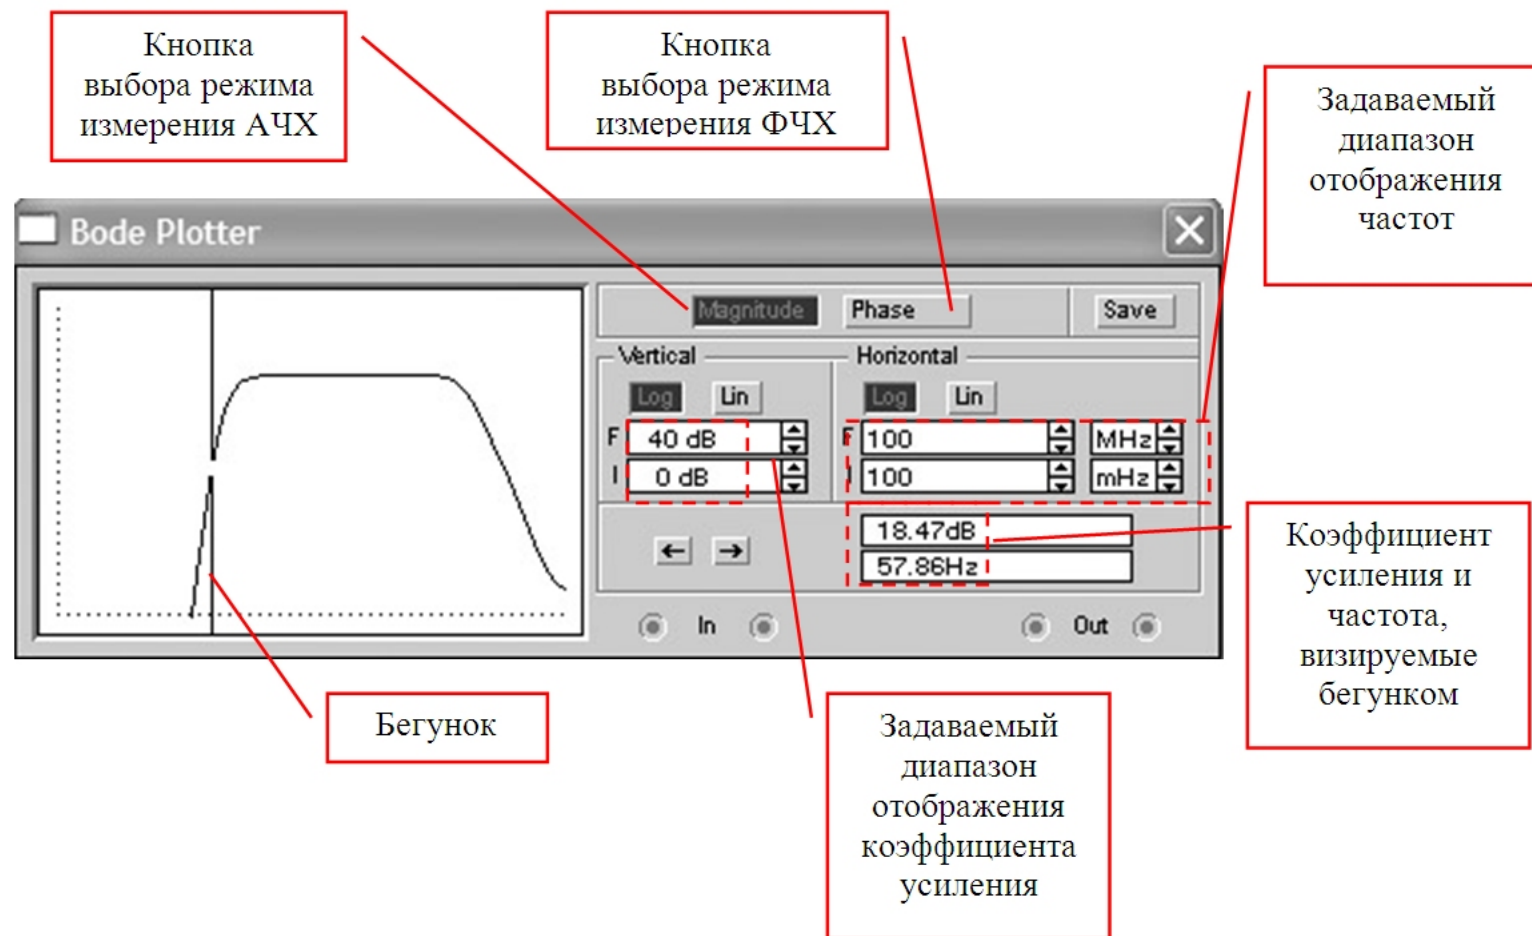 Кнопка
выбора режима
измерения АЧХ
Кнопка
выбора режима
измерения ФЧХ
Задаваемый
диапазон
отображения
частот
Bode Plotter
Magnitude
Phase
Save
Vertical
Horizontal
Log
Lin
Log
Lin
F
40 dB
F
100
MHz
I
0 dB
I
100
mHz
←
→
18.47dB
57.86Hz
In
Out
Коэффициент
усиления и
частота,
визируемые
бегунком
Бегунок
Задаваемый
диапазон
отображения
коэффициента
усиления